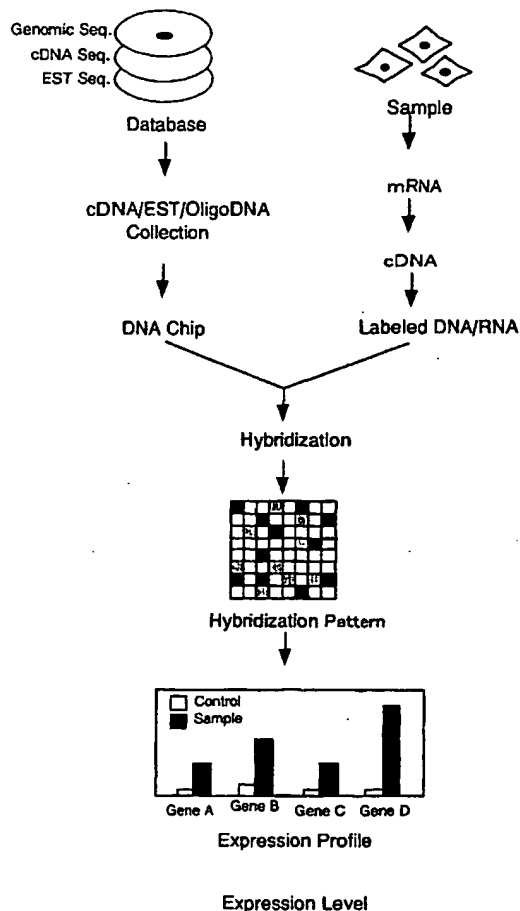 Genomic Seq.
cDNA Seq.
EST Seq.
Database
Sample
cDNA/EST/OligoDNA
Collection
mRNA
cDNA
DNA Chip
Labeled DNA/RNA
Hybridization
Hybridization Pattern
Control
Sample
Gene A
Gene B
Gene C
Gene D
Expression Profile
Expression Level